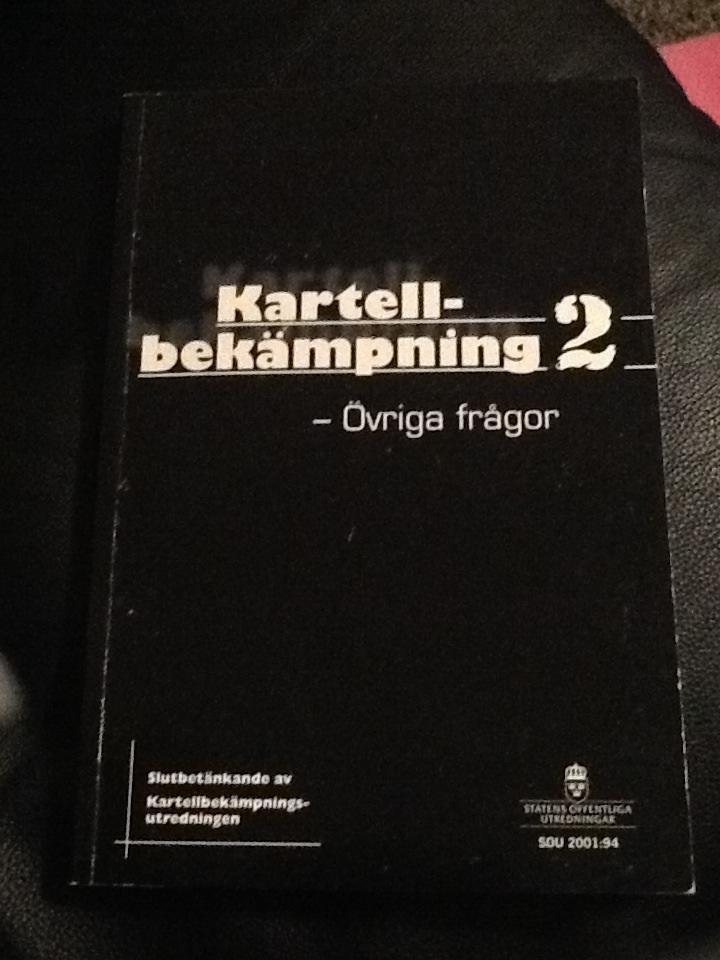 Kartell-
bekämpning 2
– Övriga frågor
Slutbetänkande av
Kartellbekämpnings-
utredningen
STATENS OFFENTLIGA
UTREDNINGAR
SOU 2001:94